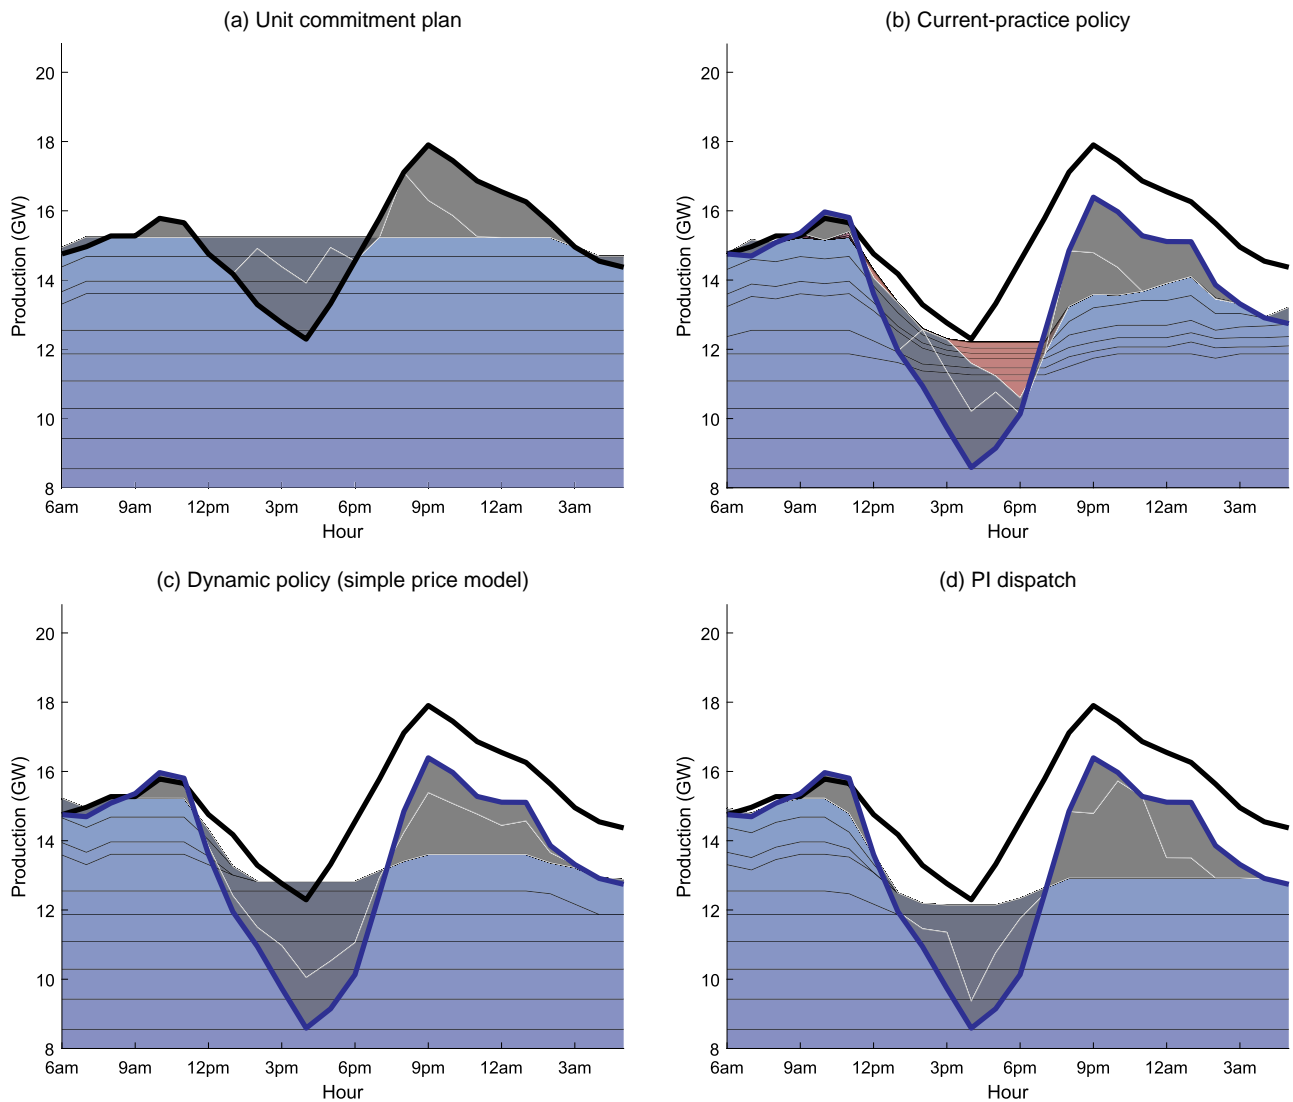 (a) Unit commitment plan
Production (GW)
20
18
16
14
12
10
8
6am 9am 12pm 3pm 6pm 9pm 12am 3am
Hour
(b) Current-practice policy
Production (GW)
20
18
16
14
12
10
8
6am 9am 12pm 3pm 6pm 9pm 12am 3am
Hour
(c) Dynamic policy (simple price model)
Production (GW)
20
18
16
14
12
10
8
6am 9am 12pm 3pm 6pm 9pm 12am 3am
Hour
(d) PI dispatch
Production (GW)
20
18
16
14
12
10
8
6am 9am 12pm 3pm 6pm 9pm 12am 3am
Hour